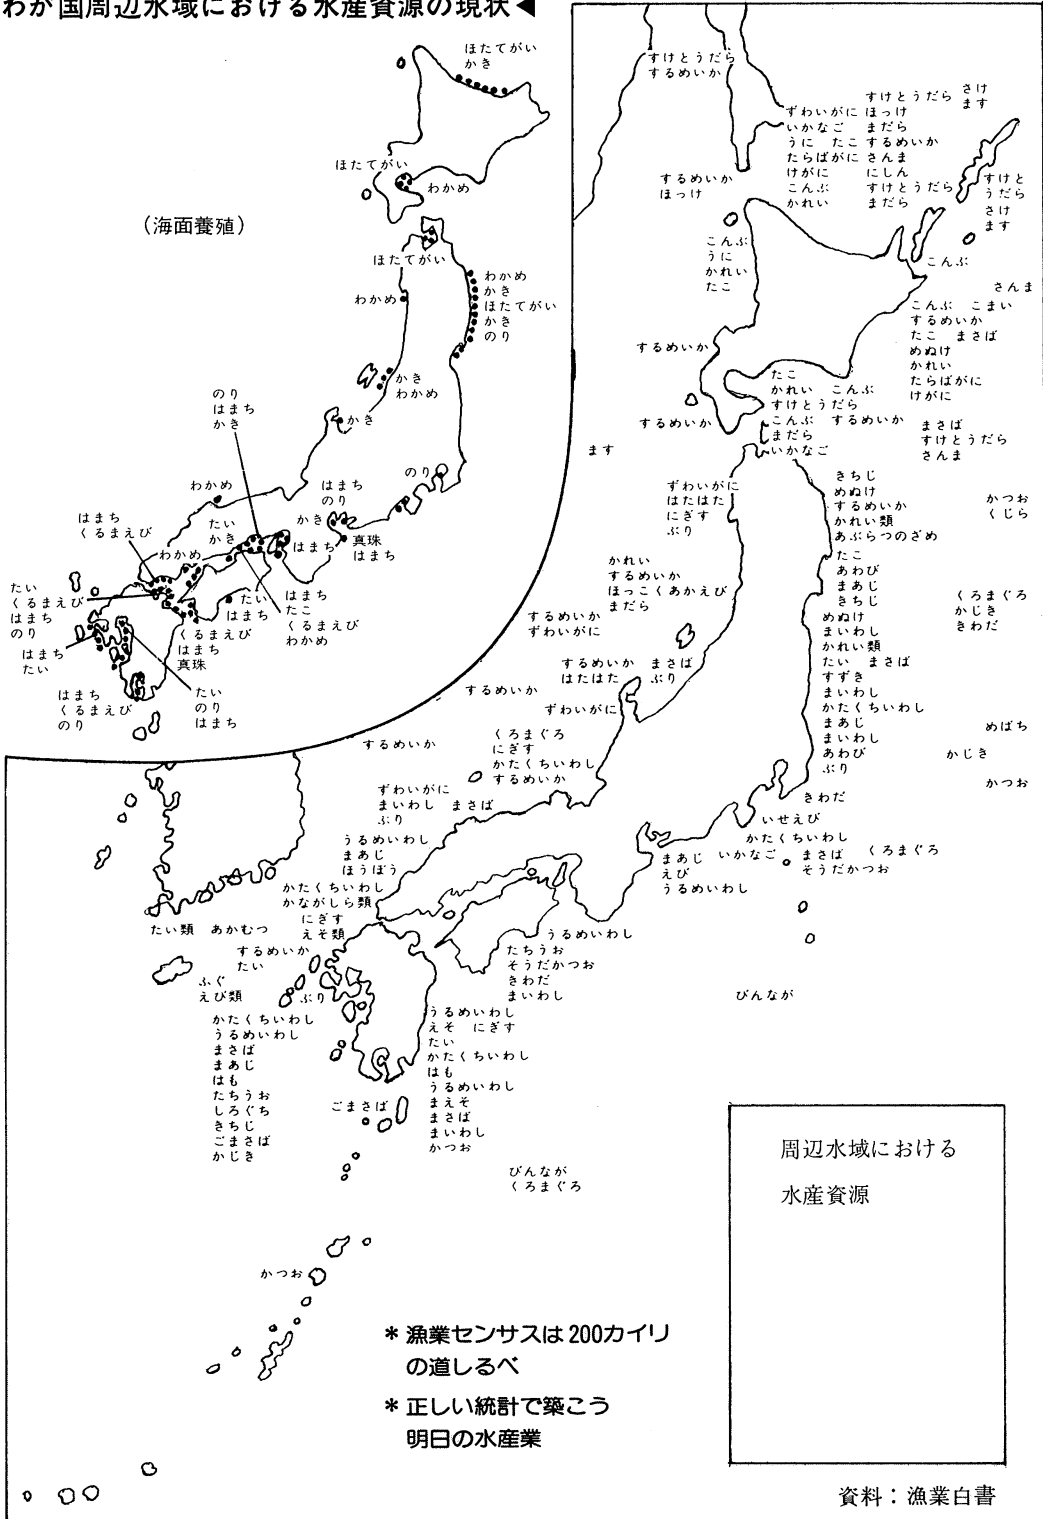 わが国周辺水域における水産資源の現状◀
ほたてがい
かき
ほたてがい
わかめ
(海面養殖)
ほたてがい
わかめ
わかめ
かき
ほたてがい
かき
のり
かき
わかめ
のり
はまち
かき
かき
のり
わかめ
はまち
のり
はまち
くるまえび
たい
かき
かき
はまち
真珠
はまち
わかめ
たい
くるまえび
はまち
のり
たい
はまち
はまち
たこ
くるまえび
わかめ
はまち
たい
くるまえび
はまち
真珠
はまち
くるまえび
のり
たい
のり
はまち
すけとうだら
するめいか
すけとうだら
さけ
ます
ずわいがに ほっけ
いかなご まだら
うに たこ するめいか
たらばがに さんま
けがに にしん
こんぶ すけとうだら
かれい まだら
するめいか
ほっけ
すけと
うだら
さけ
ます
こんぶ
うに
かれい
たこ
こんぶ
さんま
こんぶ こまい
するめいか
たこ まさば
めぬけ
かれい
たらばがに
けがに
するめいか
たこ
かれい こんぶ
すけとうだら
こんぶ するめいか
まだら
いかなご
するめいか
まさば
すけとうだら
さんま
ます
ずわいがに
はたはた
にぎす
ぶり
きちじ
めぬけ
するめいか
かれい類
あぶらつのざめ
かつお
くじら
かれい
するめいか
ほっこくあかえび
まだら
たこ
あわび
まあじ
きちじ
めぬけ
まいわし
かれい類
たい まさば
すずき
まいわし
かたくちいわし
まあじ
まいわし
あわび
ぶり
くろまぐろ
かじき
きわだ
するめいか
ずわいがに
するめいか まさば
はたはた ぶり
するめいか
ずわいがに
めばち
かじき
かつお
するめいか
くろまぐろ
にぎす
かたくちいわし
するめいか
ずわいがに
まいわし まさば
ぶり
きわだ
いせえび
かたくちいわし
まあじ いかなご まさば くろまぐろ
えび そうだかつお
うるめいわし
うるめいわし
まあじ
ほうぼう
かたくちいわし
かながしら類
にぎす
えそ類
たい類 あかむつ
するめいか
たい
ふぐ
えび類
ぶり
うるめいわし
たちうお
そうだかつお
きわだ
まいわし
びんなが
かたくちいわし
うるめいわし
まさば
まあじ
はも
たちうお
しろぐち
きちじ
ごまさば
かじき
うるめいわし
えそ にぎす
たい
かたくちいわし
はも
うるめいわし
まえそ
まさば
まいわし
かつお
ごまさば
びんなが
くろまぐろ
かつお
周辺水域における
水産資源
＊漁業センサスは200カイリ
の道しるべ
＊正しい統計で築こう
明日の水産業
資料：漁業白書